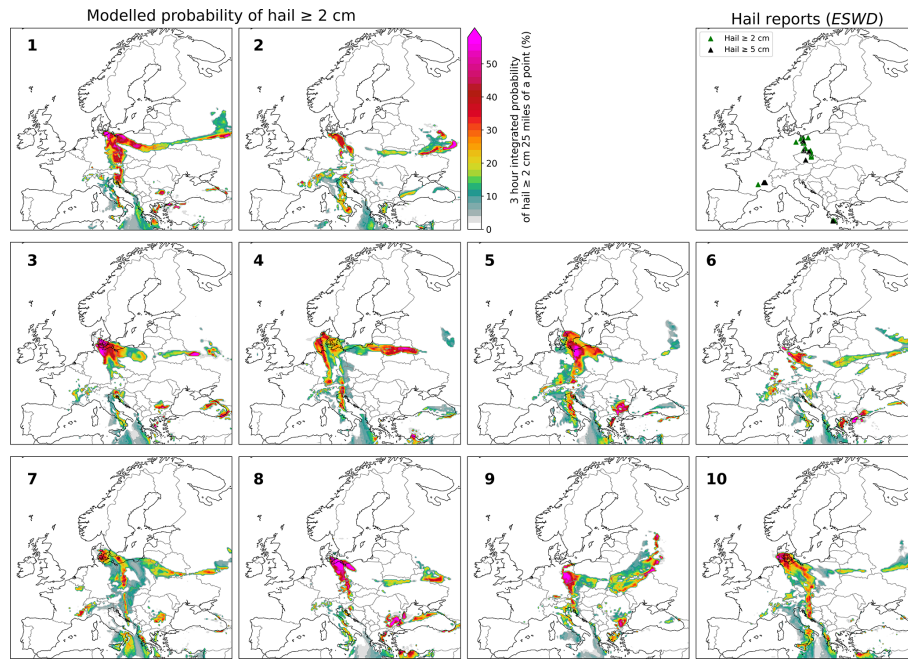 Modelled probability of hail ≥ 2 cm
Hail reports (ESWD)
1
2
50
40
30
20
10
0
3 hour integrated probability
of hail ≥ 2 cm 25 miles of a point (%)
Hail ≥ 2 cm
Hail ≥ 5 cm
3
4
5
6
7
8
9
10